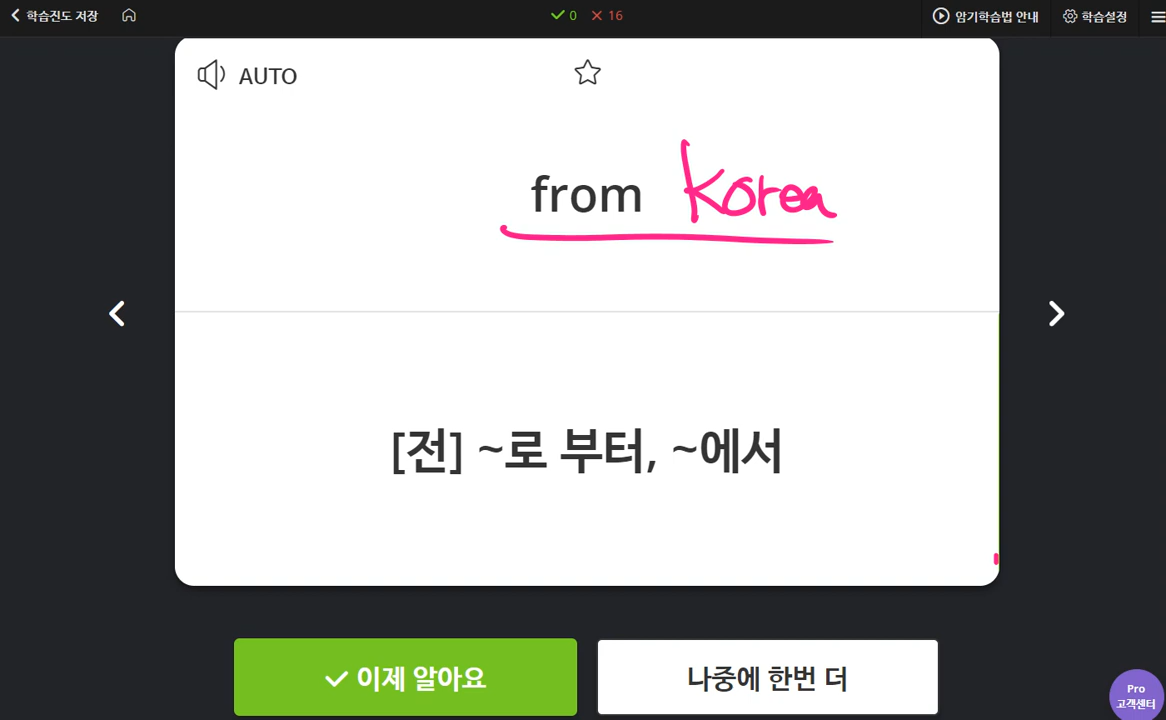 학습진도 저장
0 16
암기학습법 안내
학습설정
AUTO
from Korea
[전] ~로 부터, ~에서
이제 알아요
나중에 한번 더
Pro
고객센터